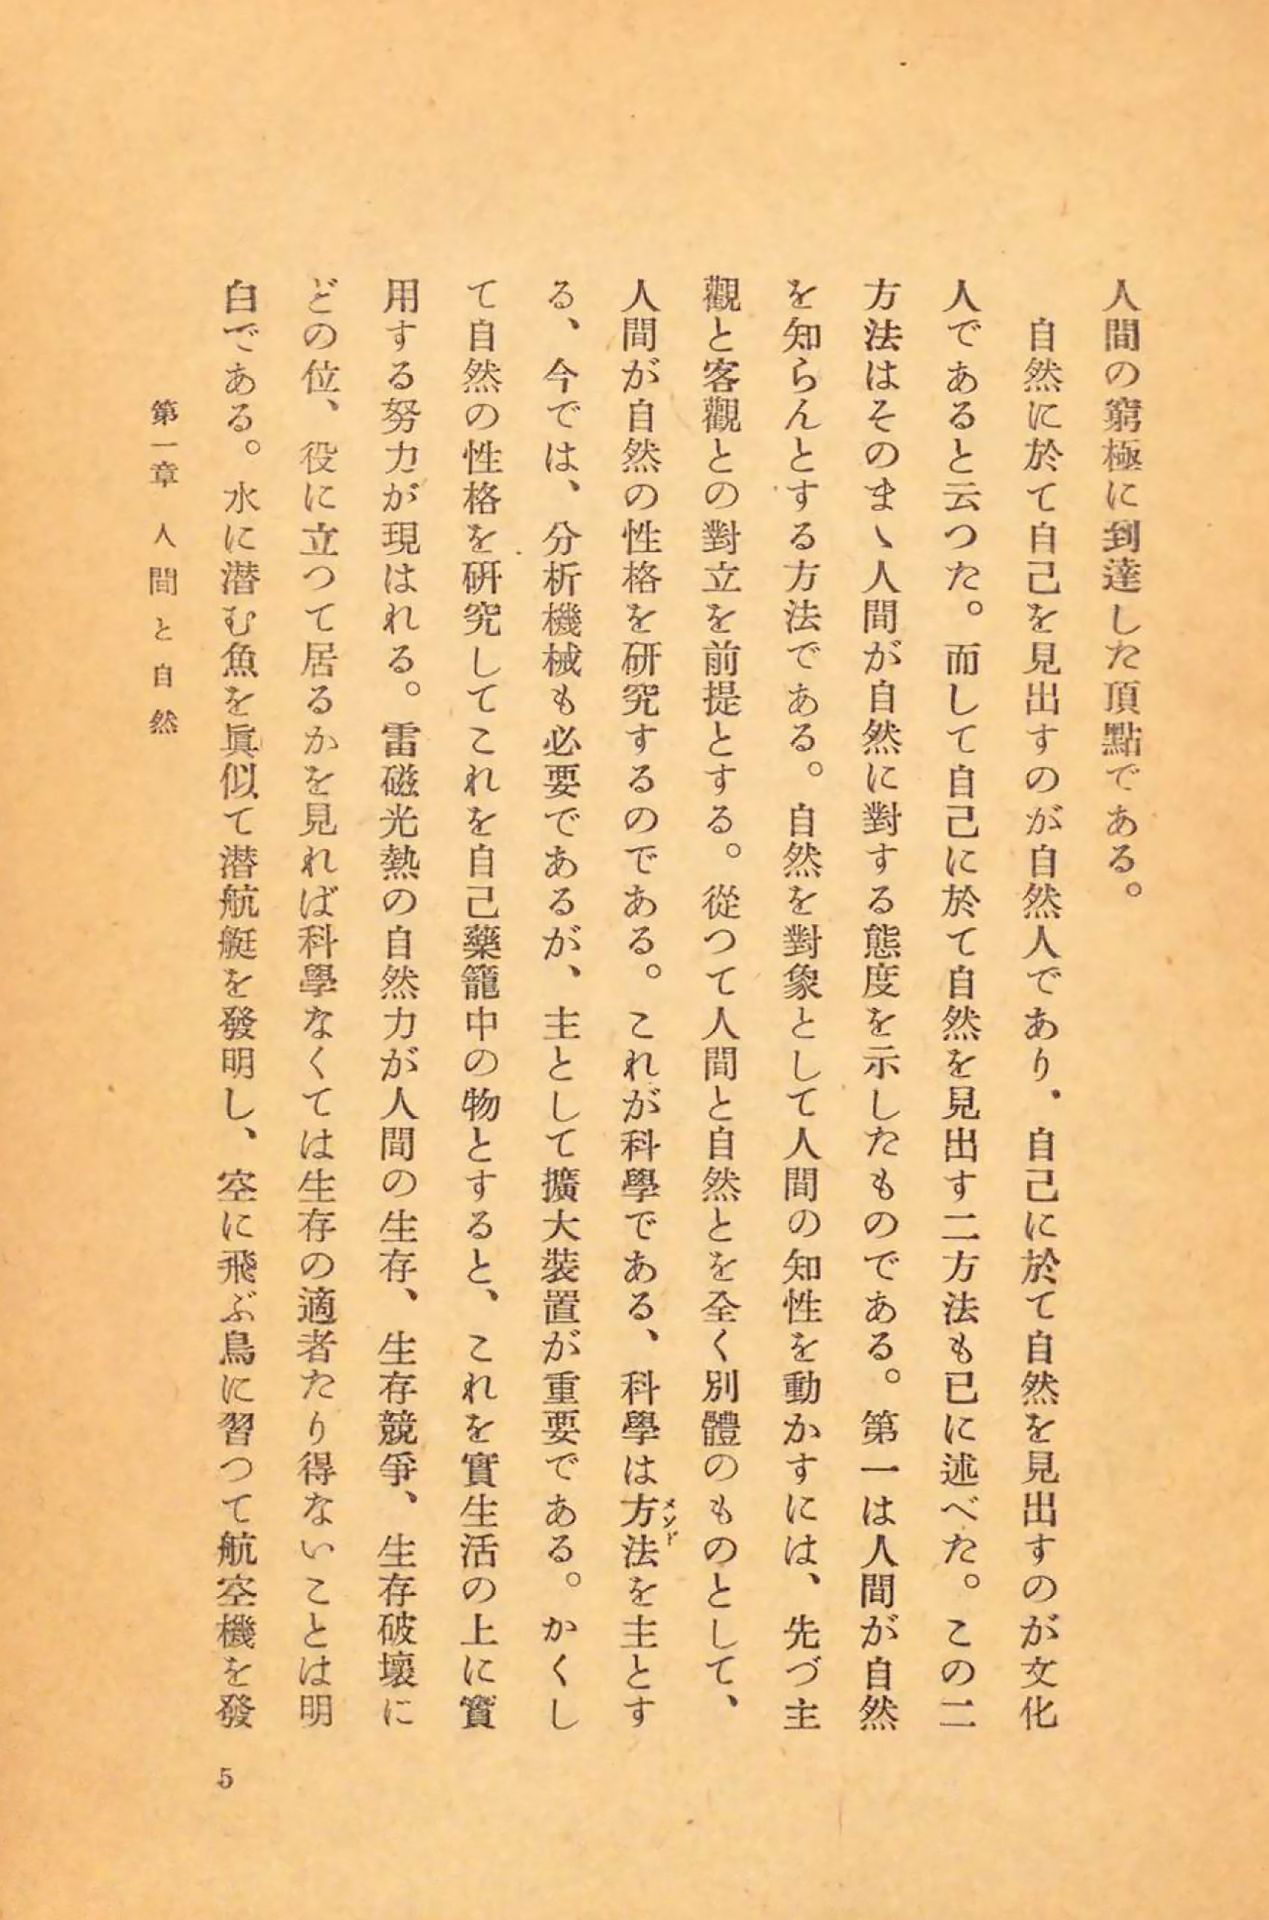 人間の窮極に到達した頂點である。
自然に於て自己を見出すのが自然人であり、自己に於て自然を見出すのが文化
人であると云つた。而して自己に於て自然を見出す二方法も已に述べた。この二
方法はそのまゝ人間が自然に對する態度を示したものである。第一は人間が自然
を知らんとする方法である。自然を對象として人間の知性を動かすには、先づ主
觀と客觀との對立を前提とする。從つて人間と自然とを全く別體のものとして、
人間が自然の性格を研究するのである。これが科學である、科學は方法を主とす
メソド
る、今では、分析機械も必要であるが、主として擴大裝置が重要である。かくし
て自然の性格を研究してこれを自己藥籠中の物とすると、これを實生活の上に實
用する努力が現はれる。雷磁光熱の自然力が人間の生存、生存競爭、生存破壞に
どの位、役に立つて居るかを見れば科學なくては生存の適者たり得ないことは明
白である。水に潜む魚を眞似て潜航艇を發明し、空に飛ぶ鳥に習つて航空機を發
第一章 人間と自然
5